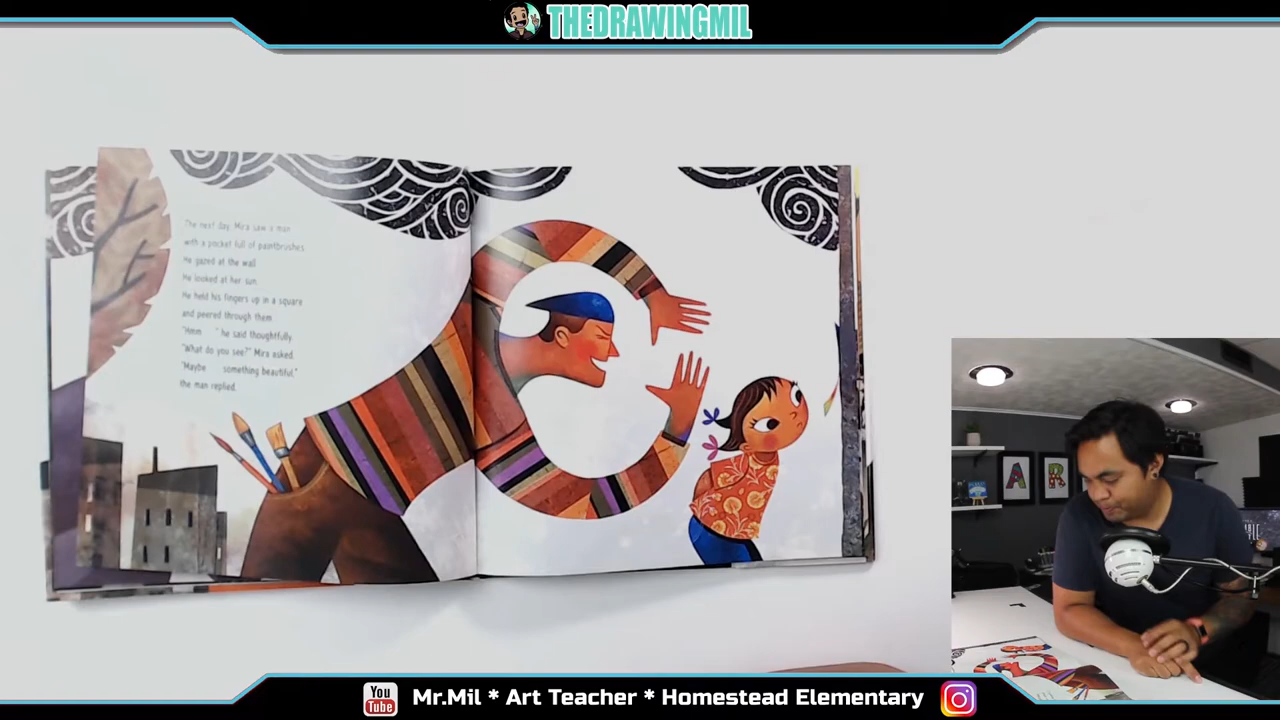 THEDRAWINGMIL
The next day, Mira saw a man
with a pocket full of paintbrushes.
He gazed at the wall.
He looked at her sun.
He held his fingers up in a square
and peered through them.
"Hmm . . ." he said thoughtfully.
"What do you see?" Mira asked.
"Maybe . . . something beautiful,"
the man replied.
A R
You
Tube
Mr.Mil * Art Teacher * Homestead Elementary